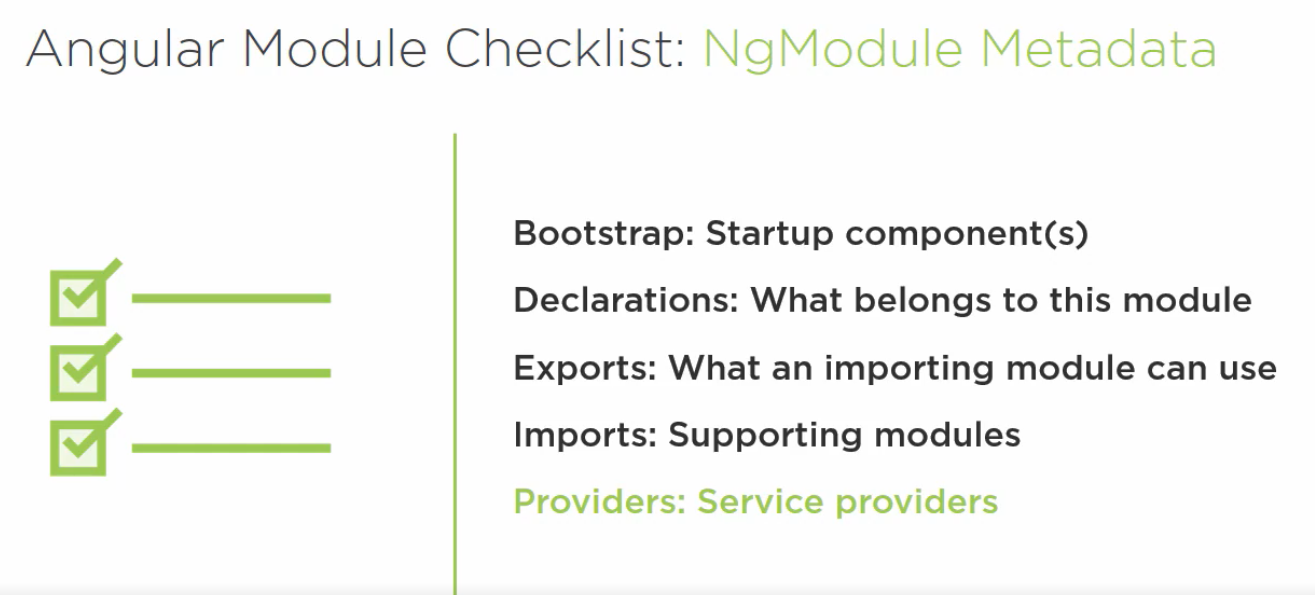 Angular Module Checklist: NgModule Metadata
Bootstrap: Startup component(s)
Declarations: What belongs to this module
Exports: What an importing module can use
Imports: Supporting modules
Providers: Service providers